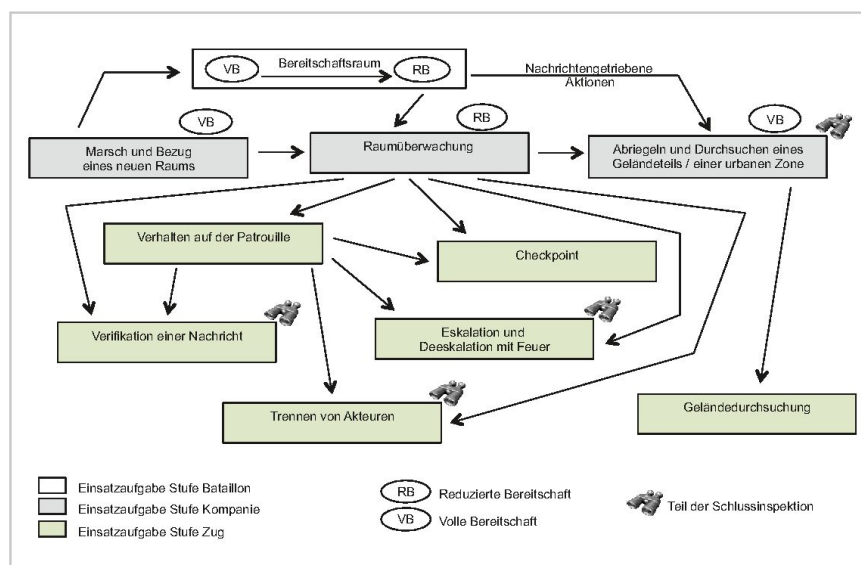 VB
Bereitschaftsraum
RB
Nachrichtengetriebene
Aktionen
VB
RB
VB
Marsch und Bezug
eines neuen Raums
Raumüberwachung
Abriegeln und Durchsuchen eines
Geländeteils / einer urbanen Zone
Verhalten auf der Patrouille
Checkpoint
Verifikation einer Nachricht
Eskalation und
Deeskalation mit Feuer
Trennen von Akteuren
Geländedurchsuchung
Einsatzaufgabe Stufe Bataillon
Einsatzaufgabe Stufe Kompanie
Einsatzaufgabe Stufe Zug
RB Reduzierte Bereitschaft
VB Volle Bereitschaft
Teil der Schlussinspektion